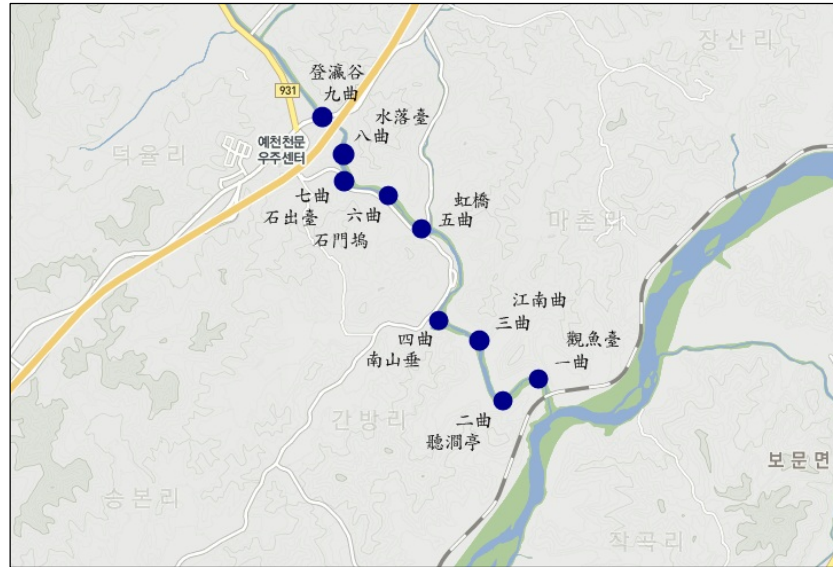 장산리
登瀛谷
九曲
931
水落臺
八曲
예천천문
우주센터
덕율리
七曲
石出臺
六曲
石門塢
虹橋
五曲
마촌리
江南曲
三曲
四曲
南山垂
觀魚臺
一曲
간방리
二曲
聽澗亭
보문면
승본리
작곡리